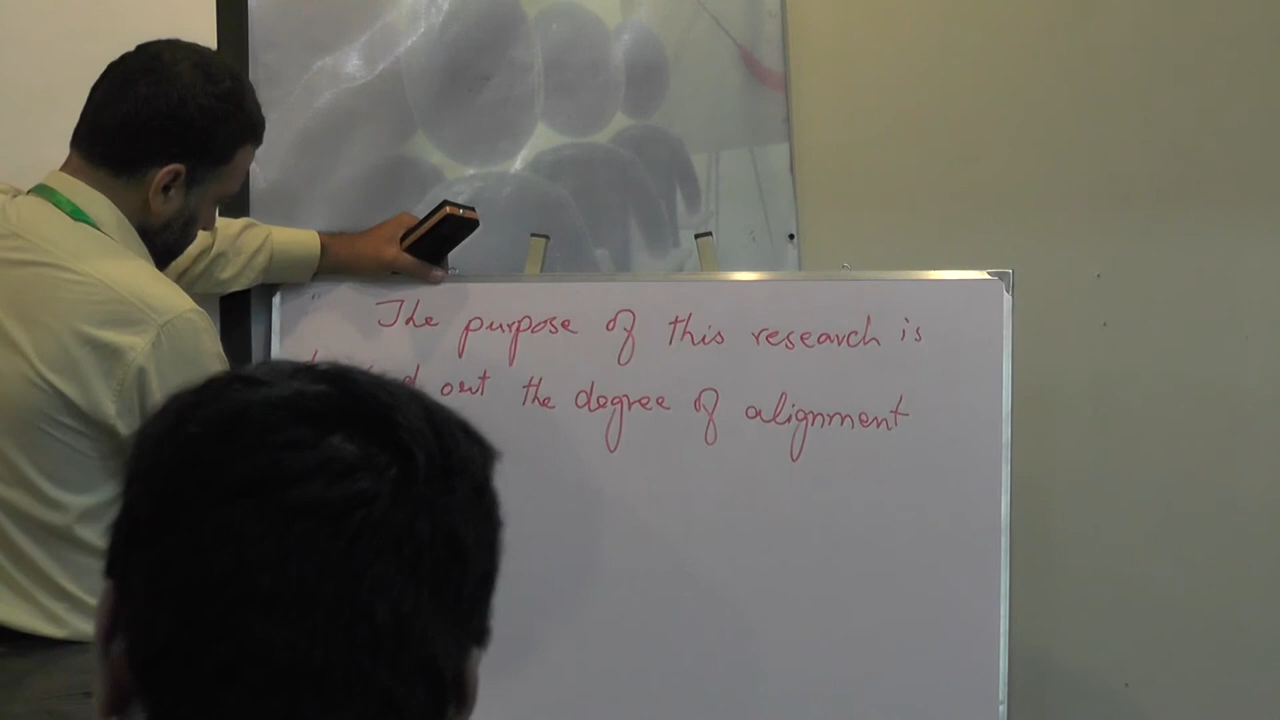 The purpose of this research is
out the degree of alignment